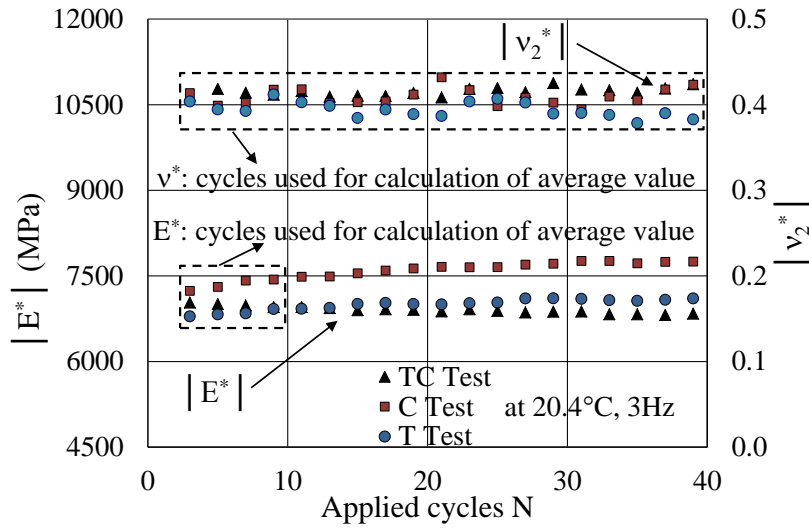 12000
10500
9000
7500
6000
4500
|E*| (MPa)
0.5
0.4
0.3
0.2
0.1
0.0
|ν2*|
|ν2*|
ν*: cycles used for calculation of average value
E*: cycles used for calculation of average value
|E*|
TC Test
C Test at 20.4°C, 3Hz
T Test
0 10 20 30 40
Applied cycles N